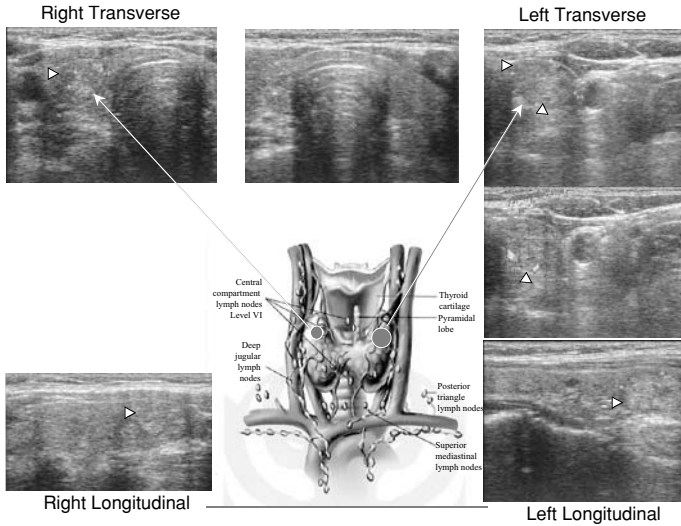 Right Transverse
Left Transverse
Central
compartment
lymph nodes
Level VI
Thyroid
cartilage
Pyramidal
lobe
Deep
jugular
lymph
nodes
Posterior
triangle
lymph nodes
Superior
mediastinal
lymph nodes
Right Longitudinal
Left Longitudinal